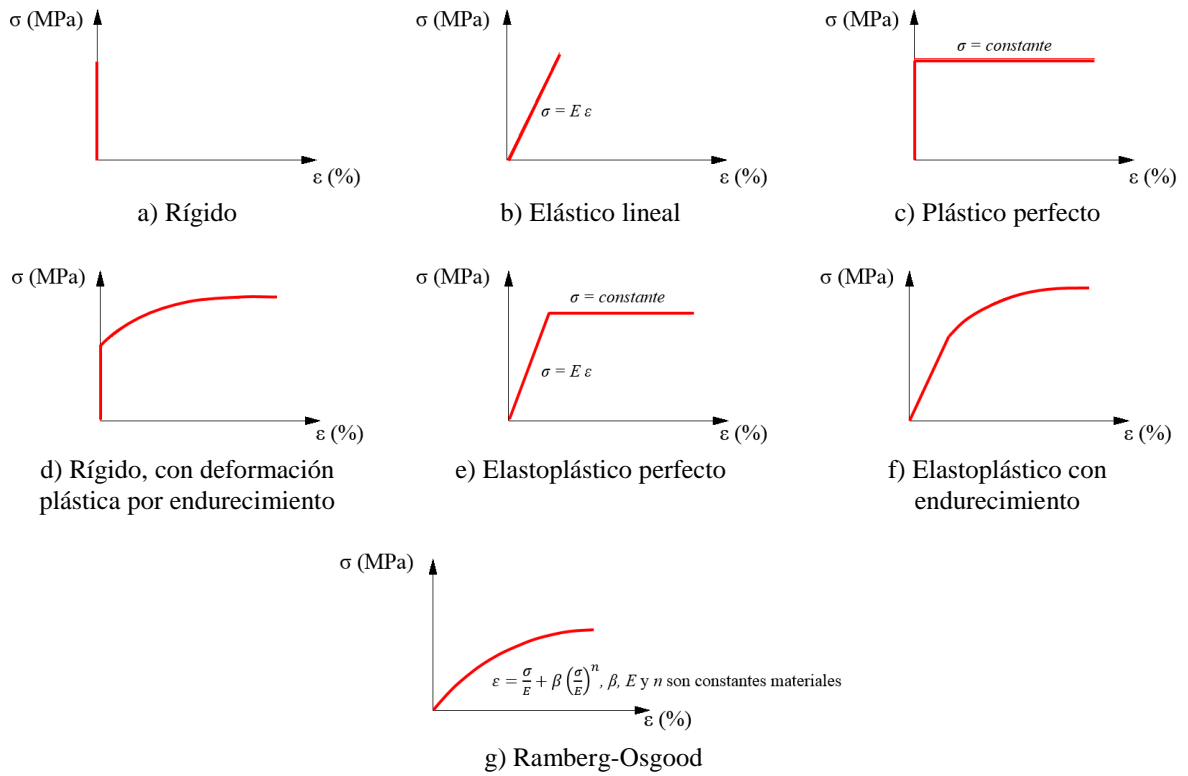 σ (MPa)
ε (%)
a) Rígido
σ (MPa)
σ = E ε
ε (%)
b) Elástico lineal
σ (MPa)
σ = constante
ε (%)
c) Plástico perfecto
σ (MPa)
ε (%)
d) Rígido, con deformación
plástica por endurecimiento
σ (MPa)
σ = constante
σ = E ε
ε (%)
e) Elastoplástico perfecto
σ (MPa)
ε (%)
f) Elastoplástico con
endurecimiento
σ (MPa)
ε = σ/E + β (σ/E)^n, β, E y n son constantes materiales
ε (%)
g) Ramberg-Osgood